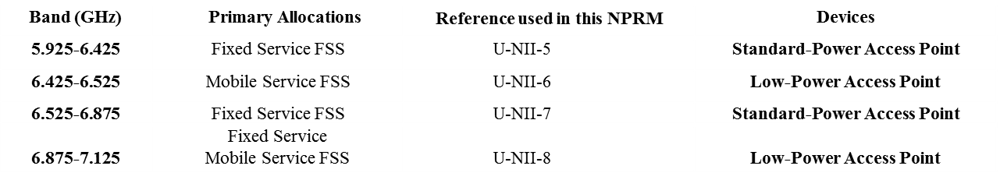 Band (GHz) Primary Allocations Reference used in this NPRM Devices
5.925-6.425 Fixed Service FSS U-NII-5 Standard-Power Access Point
6.425-6.525 Mobile Service FSS U-NII-6 Low-Power Access Point
6.525-6.875 Fixed Service FSS U-NII-7 Standard-Power Access Point
Fixed Service
6.875-7.125 Mobile Service FSS U-NII-8 Low-Power Access Point